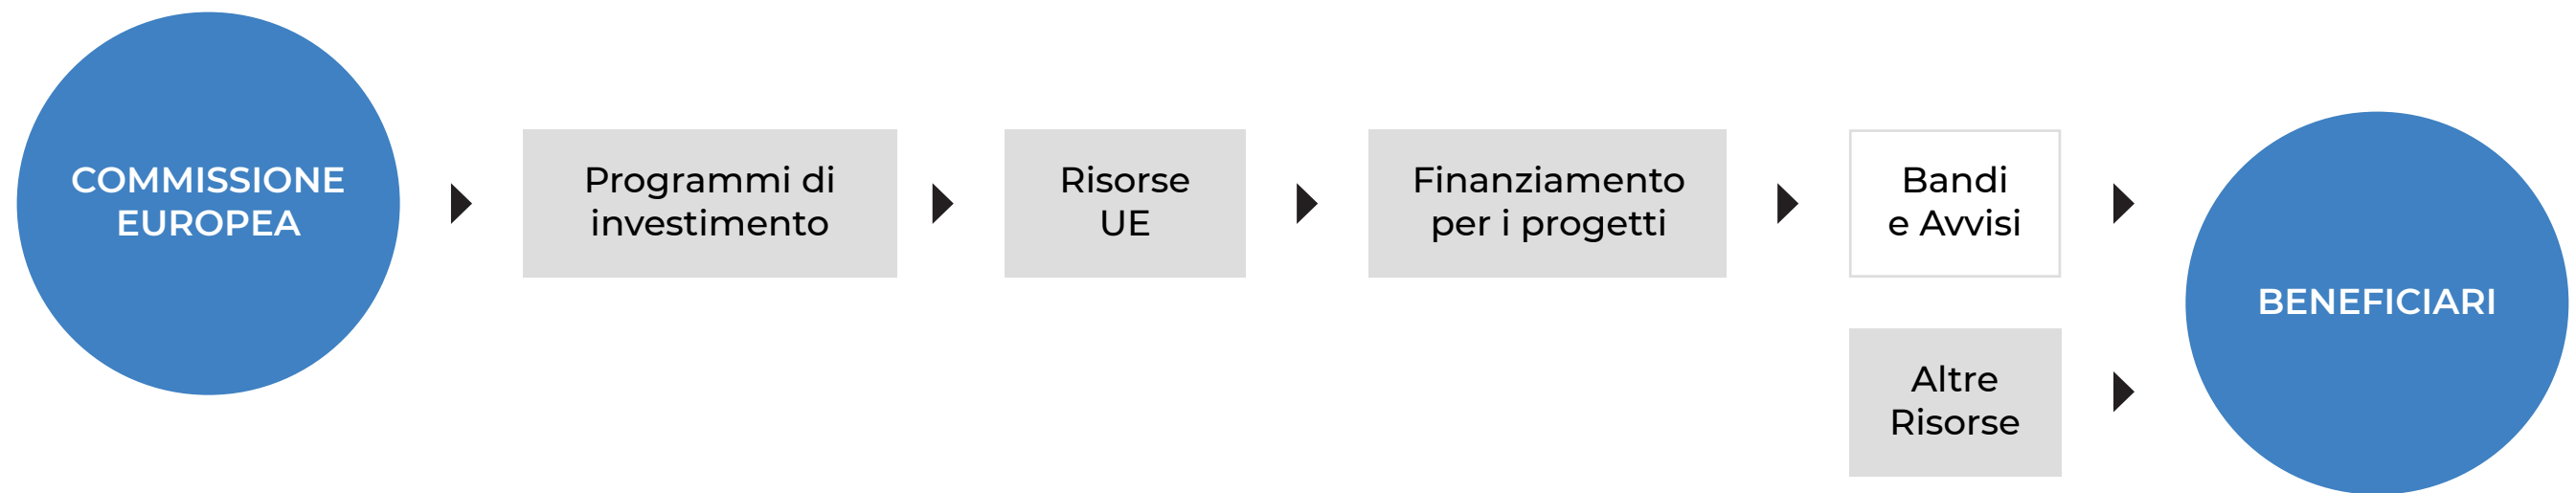 COMMISSIONE
EUROPEA
Programmi di
investimento
Risorse
UE
Finanziamento
per i progetti
Bandi
e Avvisi
Altre
Risorse
BENEFICIARI